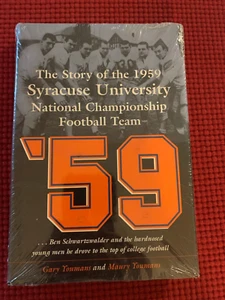 The Story of the 1959
Syracuse University
National Championship
Football Team
'59
. . . Ben Schwartzwalder and the hardnosed
young men he drove to the top of college football
Gary Youmans and Maury Youmans